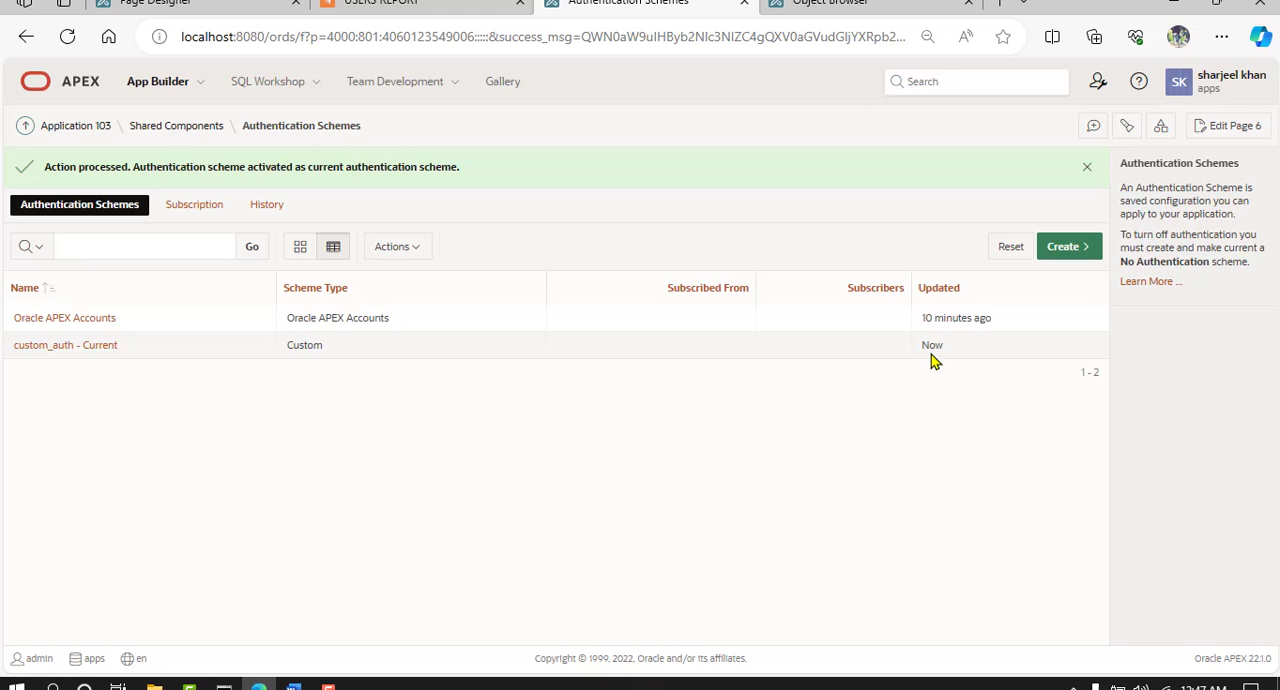 Page Designer
USERS REPORT
Authentication Schemes
Object Browser
localhost:8080/ords/f?p=4000:801:4060123549006:::::&success_msg=QWN0aW9uIHByb2Nlc3NlZC4gQXV0aGVudGljYXRpb2...
APEX
App Builder
SQL Workshop
Team Development
Gallery
Search
SK
sharjeel khan
apps
Application 103
Shared Components
Authentication Schemes
Edit Page 6
Action processed. Authentication scheme activated as current authentication scheme.
Authentication Schemes
Subscription
History
Go
Actions
Reset
Create
Name
Scheme Type
Subscribed From
Subscribers
Updated
Oracle APEX Accounts
Oracle APEX Accounts
10 minutes ago
custom_auth - Current
Custom
Now
1 - 2
Authentication Schemes
An Authentication Scheme is
saved configuration you can
apply to your application.
To turn off authentication you
must create and make current a
No Authentication scheme.
Learn More ...
admin
apps
en
Copyright © 1999, 2022, Oracle and/or its affiliates.
Oracle APEX 22.1.0
12:47 AM